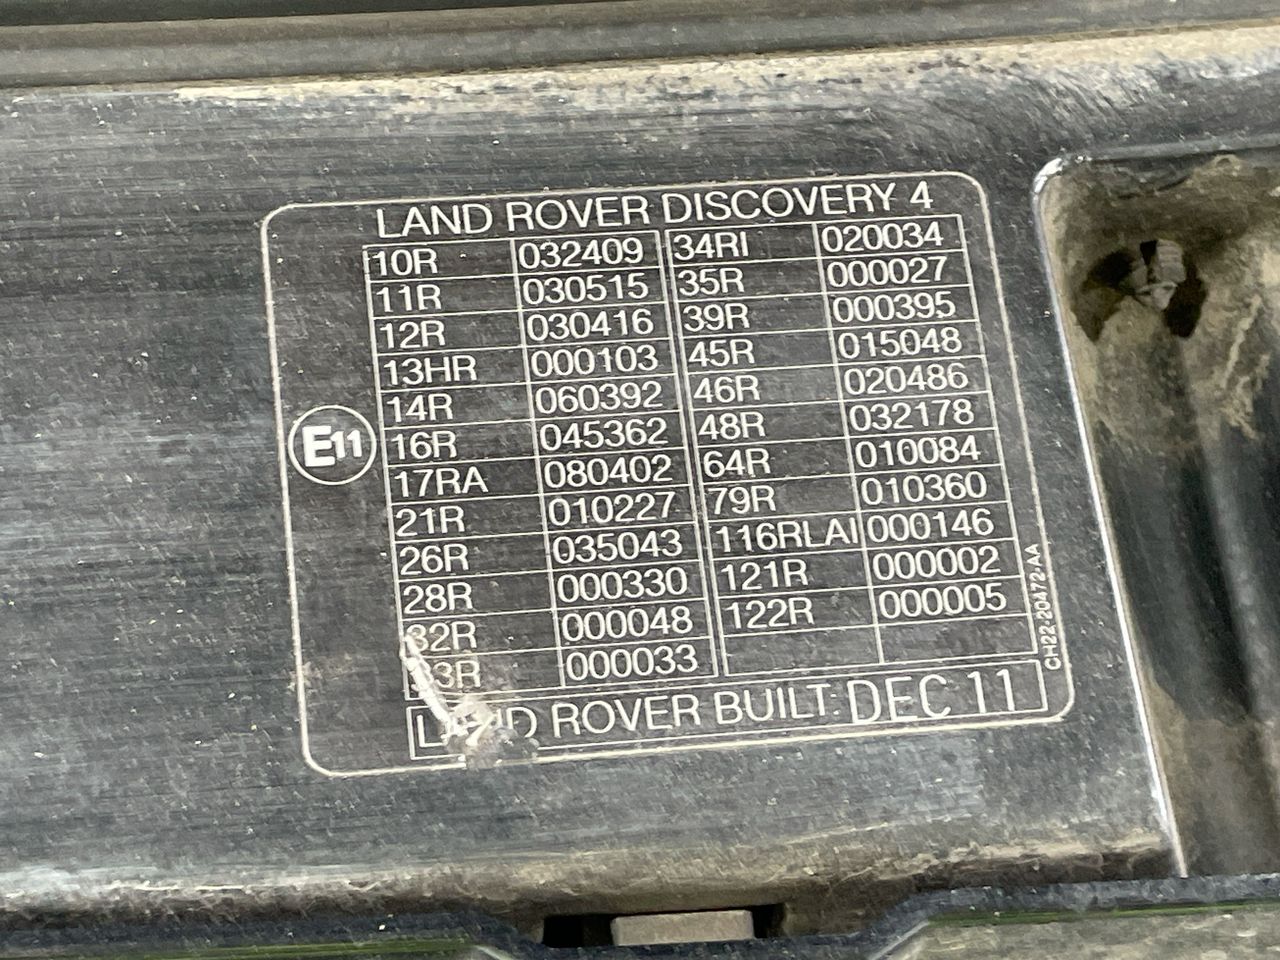 LAND ROVER DISCOVERY 4
10R 032409 34RI 020034
11R 030515 35R 000027
12R 030416 39R 000395
13HR 000103 45R 015048
14R 060392 46R 020486
16R 045362 48R 032178
E11
17RA 080402 64R 010084
21R 010227 79R 010360
26R 035043 116RLAI 000146
28R 000330 121R 000002
32R 000048 122R 000005
33R 000033
LAND ROVER BUILT: DEC 11
CH22-20472-AA